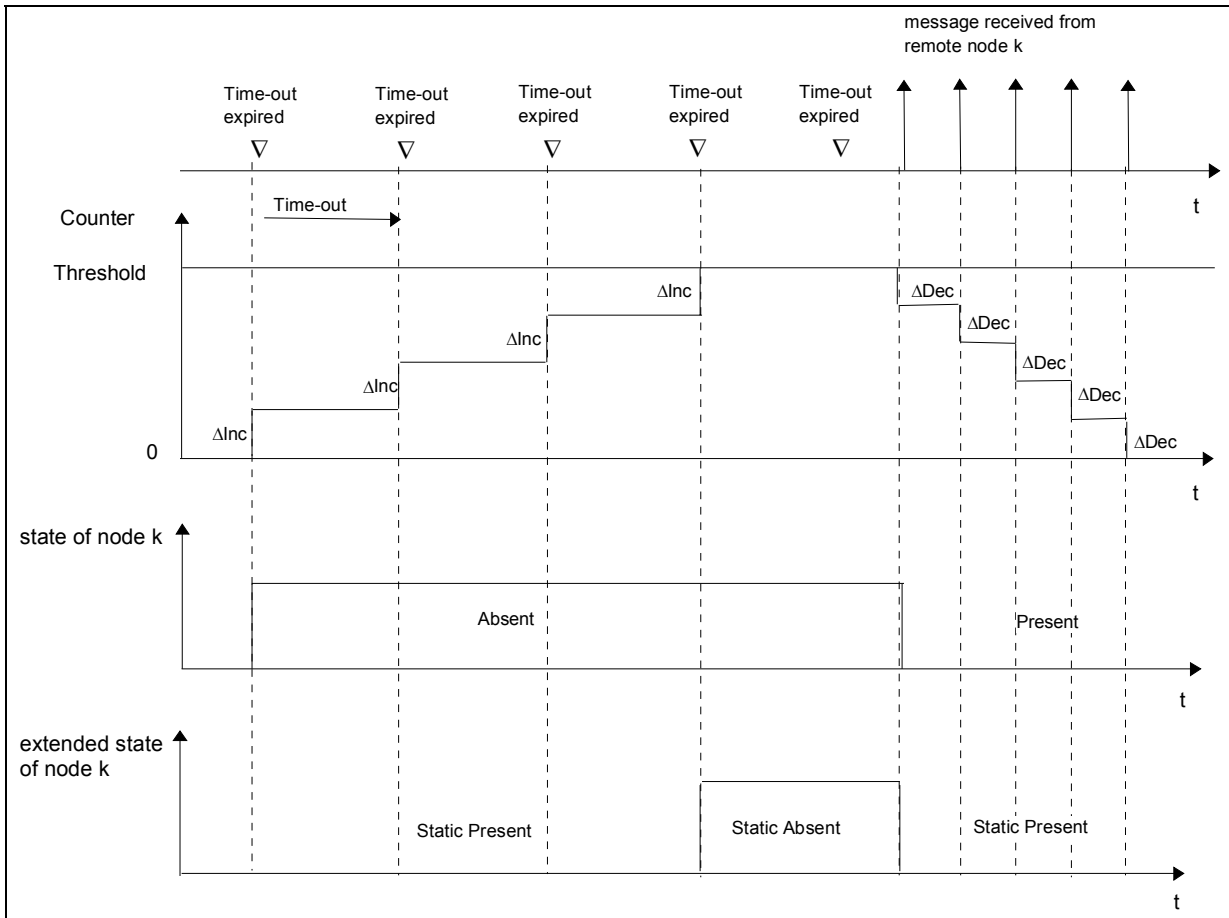 message received from
remote node k
Time-out
expired
Time-out
expired
Time-out
expired
Time-out
expired
Time-out
expired
∇
∇
∇
∇
∇
t
Counter
Time-out
Threshold
ΔInc
ΔDec
ΔInc
ΔDec
ΔInc
ΔDec
ΔInc
ΔDec
0
ΔDec
t
state of node k
Absent
Present
t
extended state
of node k
Static Present
Static Absent
Static Present
t